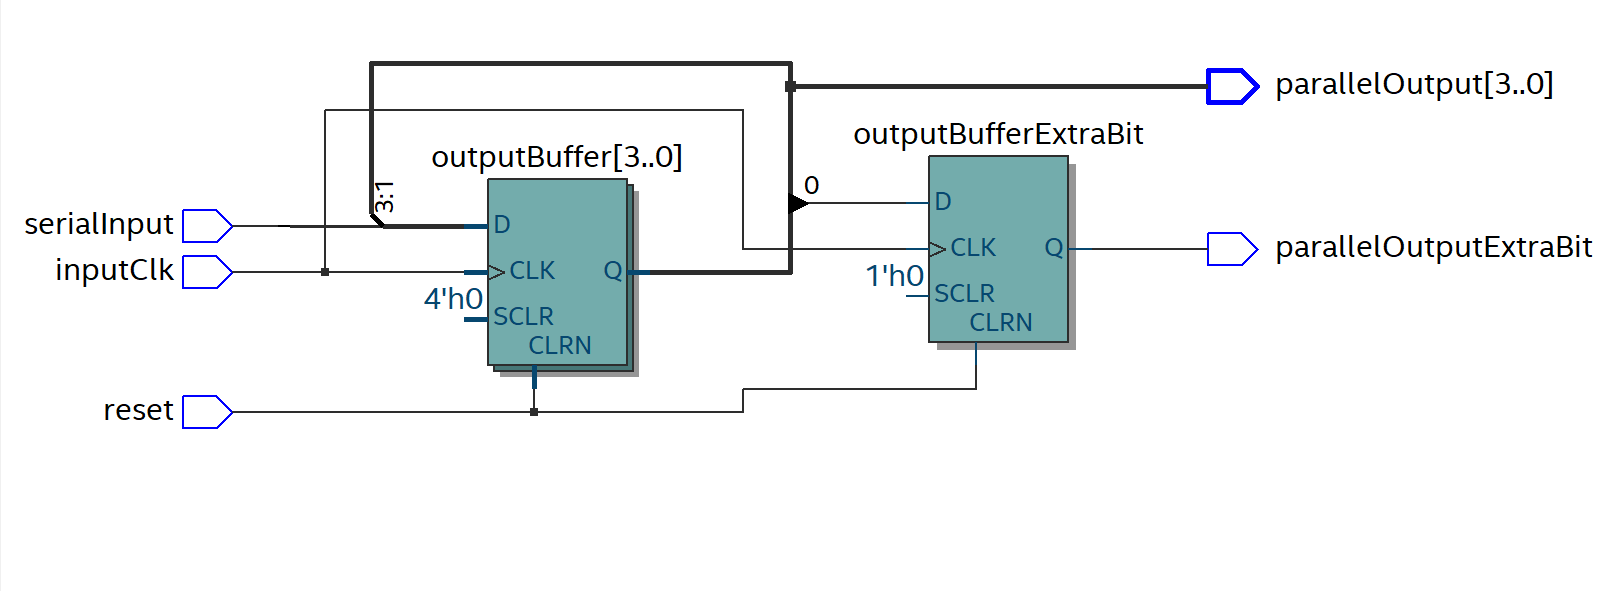 parallelOutput[3..0]
outputBufferExtraBit
outputBuffer[3..0]
3:1
0
serialInput
D
D
inputClk
CLK
Q
CLK
Q
parallelOutputExtraBit
4'h0
1'h0
SCLR
SCLR
CLRN
CLRN
reset